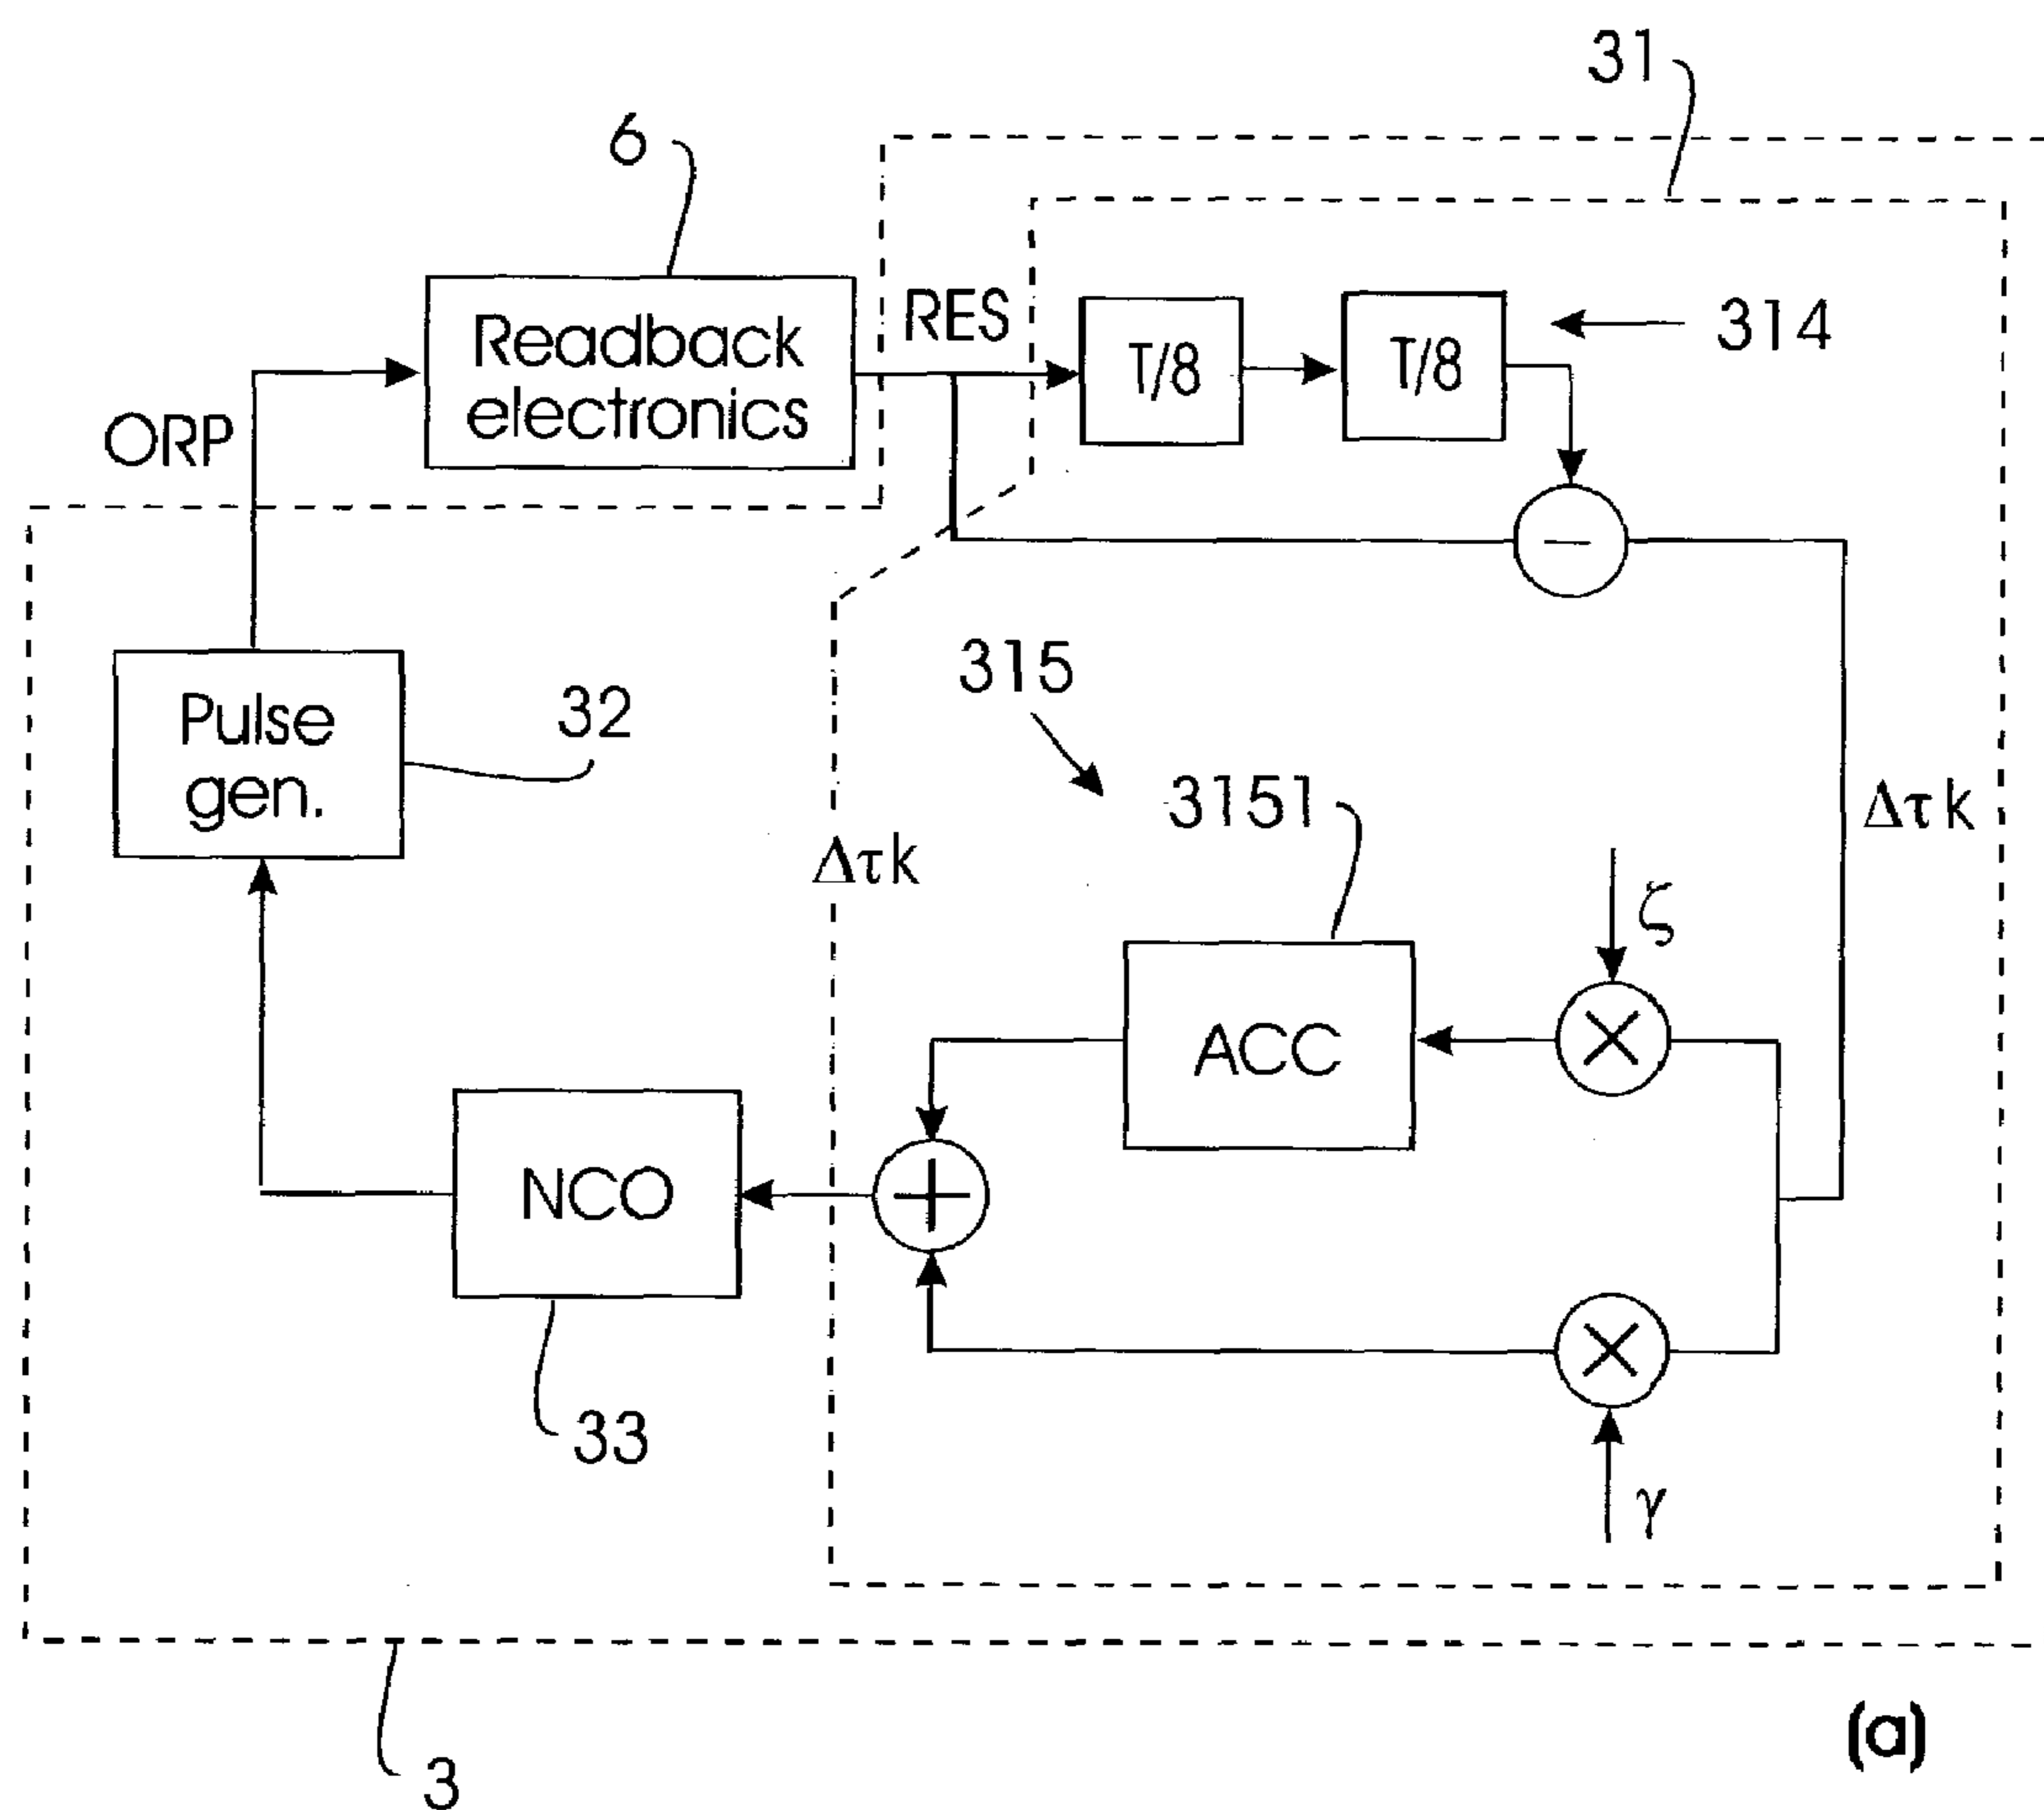 31
6
Readback
electronics
RES
T/8
T/8
314
ORP
−
Pulse
gen.
32
315
3151
Δτk
Δτk
ζ
ACC
×
NCO
+
×
33
γ
3
(a)